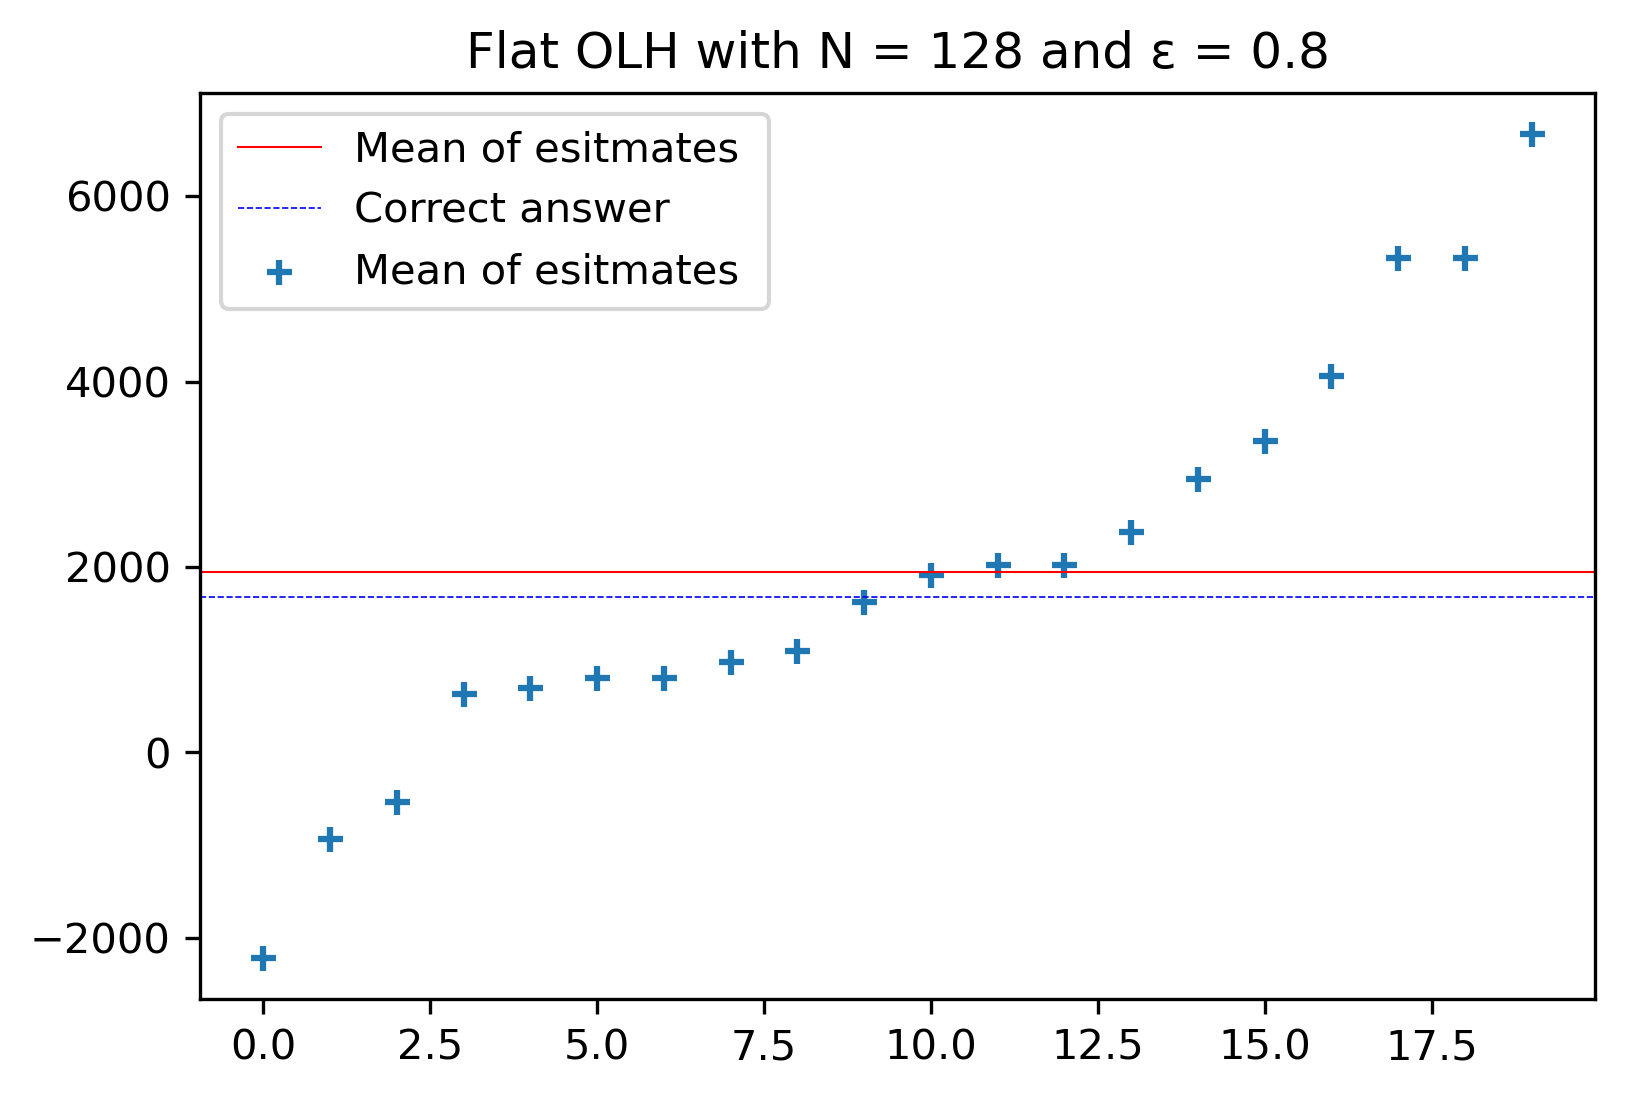 Flat OLH with N = 128 and ε = 0.8
Mean of esitmates
Correct answer
Mean of esitmates
6000
4000
2000
0
−2000
0.0 2.5 5.0 7.5 10.0 12.5 15.0 17.5